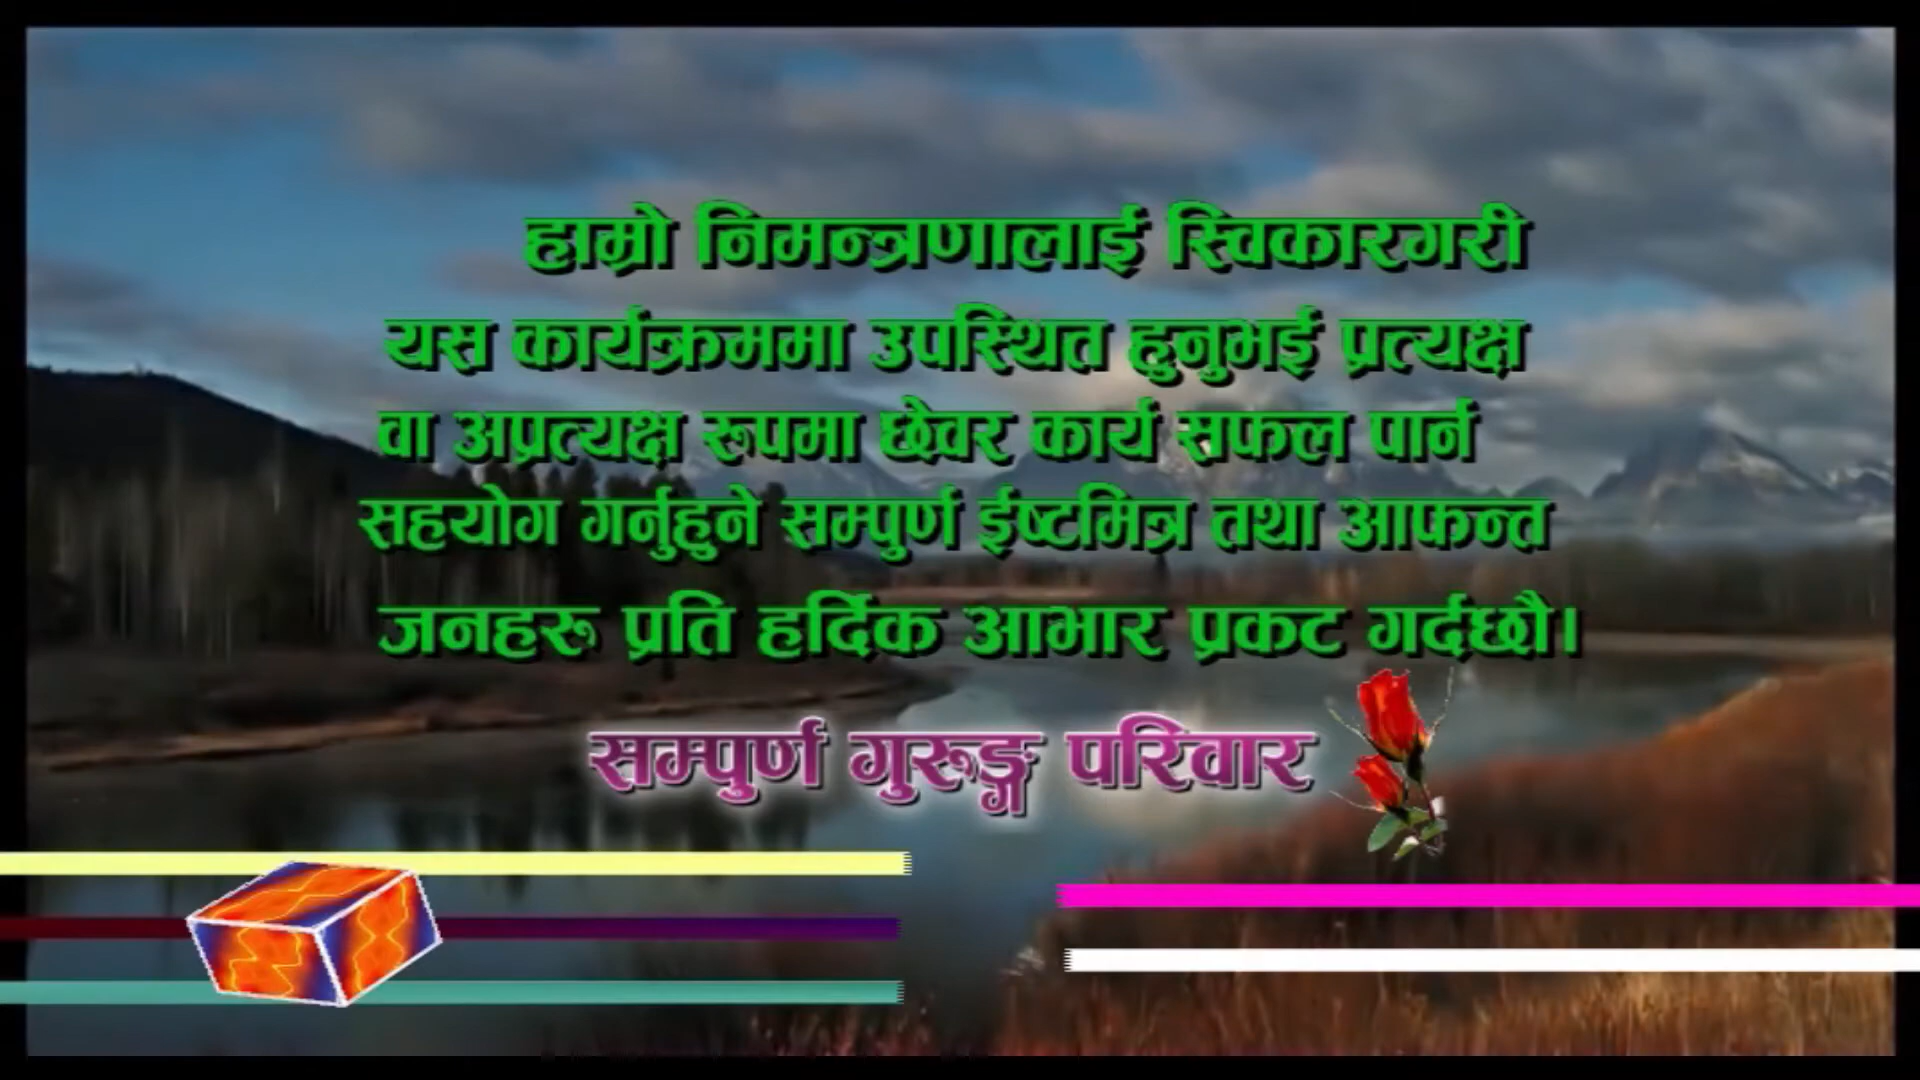 हाम्रो निमन्त्रणालाई स्विकारगरी
यस कार्यक्रममा उपस्थित हुनुभई प्रत्यक्ष
वा अप्रत्यक्ष रूपमा छेवर कार्य सफल पार्न
सहयोग गर्नुहुने सम्पुर्ण ईष्टमित्र तथा आफन्त
जनहरू प्रति हर्दिक आभार प्रकट गर्दछौ।
सम्पुर्ण गुरुङ्ग परिवार